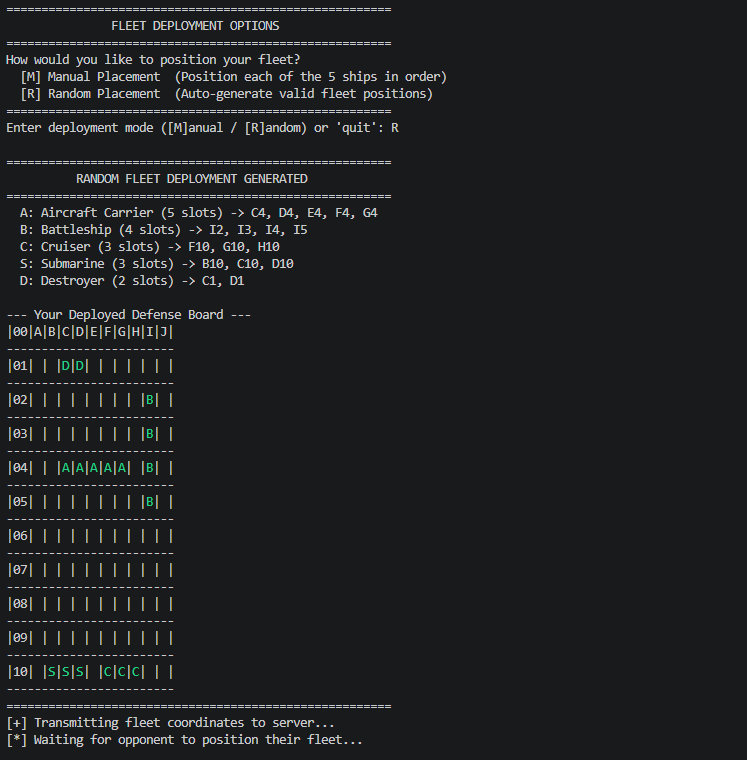 =======================================================
               FLEET DEPLOYMENT OPTIONS
=======================================================
How would you like to position your fleet?
  [M] Manual Placement  (Position each of the 5 ships in order)
  [R] Random Placement  (Auto-generate valid fleet positions)
=======================================================
Enter deployment mode ([M]anual / [R]andom) or 'quit': R
=======================================================
          RANDOM FLEET DEPLOYMENT GENERATED
=======================================================
  A: Aircraft Carrier (5 slots) -> C4, D4, E4, F4, G4
  B: Battleship (4 slots) -> I2, I3, I4, I5
  C: Cruiser (3 slots) -> F10, G10, H10
  S: Submarine (3 slots) -> B10, C10, D10
  D: Destroyer (2 slots) -> C1, D1
--- Your Deployed Defense Board ---
|00|A|B|C|D|E|F|G|H|I|J|
------------------------
|01| | |D|D| | | | | | |
------------------------
|02| | | | | | | | |B| |
------------------------
|03| | | | | | | | |B| |
------------------------
|04| | |A|A|A|A|A| |B| |
------------------------
|05| | | | | | | | |B| |
------------------------
|06| | | | | | | | | | |
------------------------
|07| | | | | | | | | | |
------------------------
|08| | | | | | | | | | |
------------------------
|09| | | | | | | | | | |
------------------------
|10| |S|S|S| |C|C|C| | |
------------------------
=======================================================
[+] Transmitting fleet coordinates to server...
[*] Waiting for opponent to position their fleet...